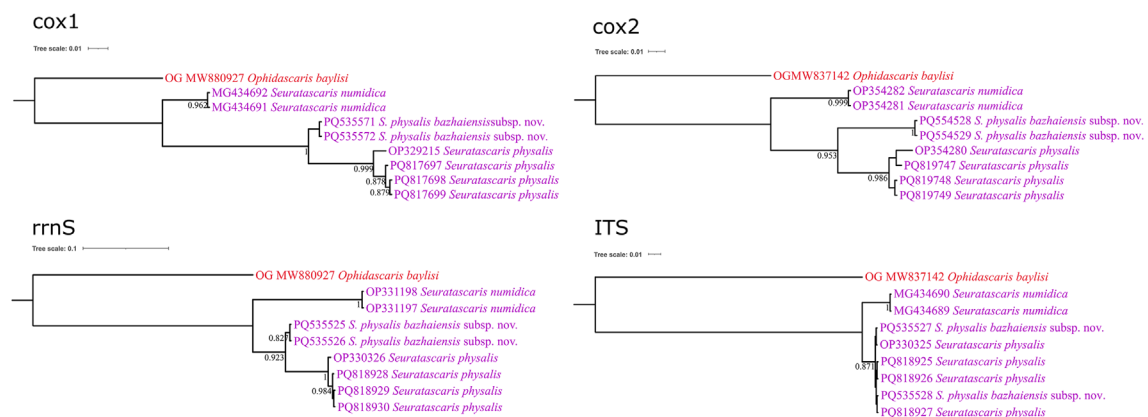 cox1
Tree scale: 0.01
OG MW880927 Ophidascaris baylisi
MG434692 Seuratascaris numidica
0.962
MG434691 Seuratascaris numidica
PQ535571 S. physalis bazhaiensissubsp. nov.
PQ535572 S. physalis bazhaiensis subsp. nov.
1
OP329215 Seuratascaris physalis
0.999
PQ817697 Seuratascaris physalis
0.878
PQ817698 Seuratascaris physalis
0.879
PQ817699 Seuratascaris physalis
cox2
Tree scale: 0.01
OGMW837142 Ophidascaris baylisi
OP354282 Seuratascaris numidica
0.999
OP354281 Seuratascaris numidica
PQ554528 S. physalis bazhaiensis subsp. nov.
1
PQ554529 S. physalis bazhaiensis subsp. nov.
0.953
OP354280 Seuratascaris physalis
PQ819747 Seuratascaris physalis
0.986
PQ819748 Seuratascaris physalis
PQ819749 Seuratascaris physalis
rrnS
Tree scale: 0.1
OG MW880927 Ophidascaris baylisi
OP331198 Seuratascaris numidica
1
OP331197 Seuratascaris numidica
PQ535525 S. physalis bazhaiensis subsp. nov.
0.827
PQ535526 S. physalis bazhaiensis subsp. nov.
0.923
OP330326 Seuratascaris physalis
1
PQ818928 Seuratascaris physalis
0.984
PQ818929 Seuratascaris physalis
PQ818930 Seuratascaris physalis
ITS
Tree scale: 0.01
OG MW837142 Ophidascaris baylisi
MG434690 Seuratascaris numidica
1
MG434689 Seuratascaris numidica
PQ535527 S. physalis bazhaiensis subsp. nov.
OP330325 Seuratascaris physalis
PQ818925 Seuratascaris physalis
0.871
PQ818926 Seuratascaris physalis
PQ535528 S. physalis bazhaiensis subsp. nov.
PQ818927 Seuratascaris physalis